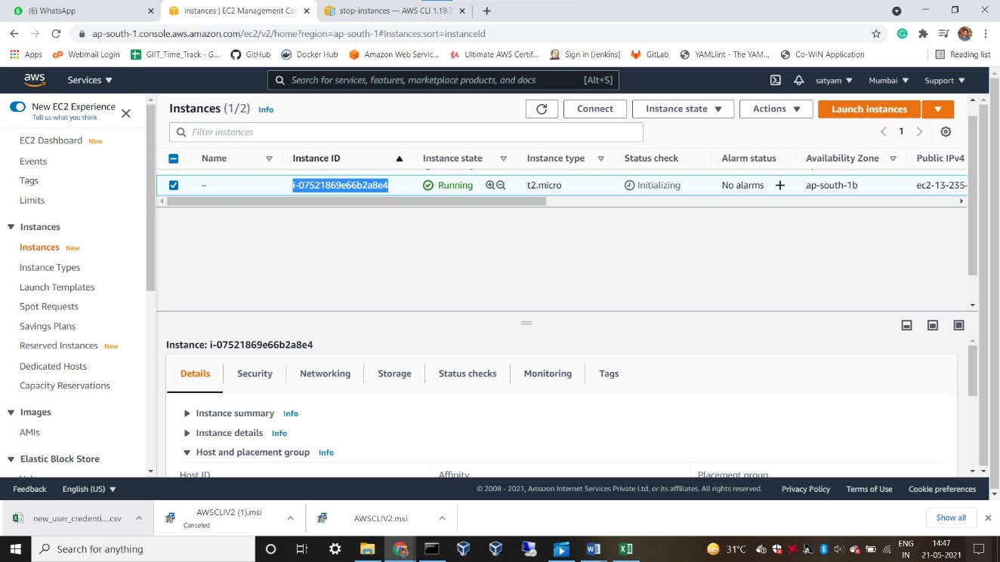 (6) WhatsApp
Instances | EC2 Management Con
stop-instances — AWS CLI 1.19.7
ap-south-1.console.aws.amazon.com/ec2/v2/home?region=ap-south-1#Instances:sort=instanceId
Apps Webmail Login GIIT_Time_Track - G... GitHub Docker Hub Amazon Web Servic... Ultimate AWS Certif... Sign in [Jenkins] GitLab YAMLlint - The YAM... Co-WIN Application Reading list
aws Services Search for services, features, marketplace products, and docs [Alt+S] satyam Mumbai Support
New EC2 Experience
Tell us what you think
EC2 Dashboard New
Events
Tags
Limits
Instances
Instances New
Instance Types
Launch Templates
Spot Requests
Savings Plans
Reserved Instances New
Dedicated Hosts
Capacity Reservations
Images
AMIs
Elastic Block Store
Instances (1/2) Info Connect Instance state Actions Launch instances
Filter instances 1
Name Instance ID Instance state Instance type Status check Alarm status Availability Zone Public IPv4
– i-07521869e66b2a8e4 Running t2.micro Initializing No alarms + ap-south-1b ec2-13-235-
Instance: i-07521869e66b2a8e4
Details Security Networking Storage Status checks Monitoring Tags
Instance summary Info
Instance details Info
Host and placement group Info
Host ID Affinity Placement group
Feedback English (US) © 2008 - 2021, Amazon Internet Services Private Ltd. or its affiliates. All rights reserved. Privacy Policy Terms of Use Cookie preferences
new_user_credenti....csv
AWSCLIV2 (1).msi
Canceled
AWSCLIV2.msi
Show all
Search for anything
31°C
ENG
IN
14:47
21-05-2021